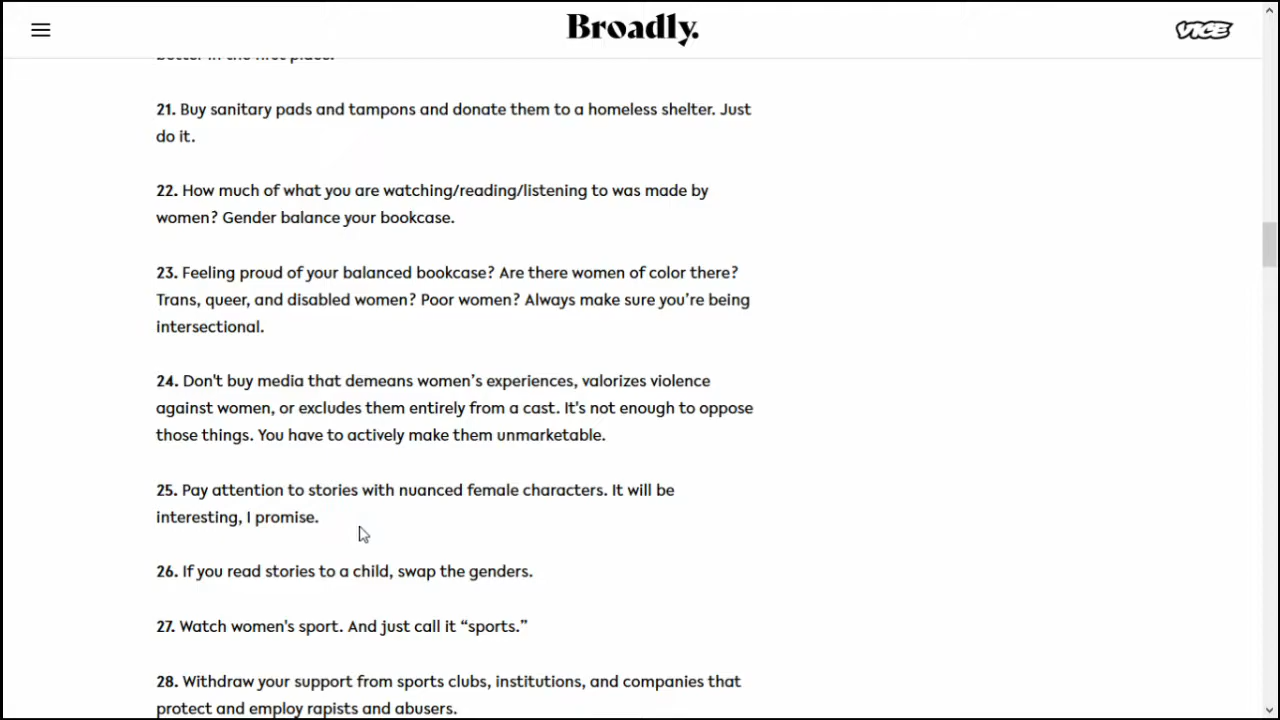 Broadly.
VICE
better in the first place.
21. Buy sanitary pads and tampons and donate them to a homeless shelter. Just
do it.
22. How much of what you are watching/reading/listening to was made by
women? Gender balance your bookcase.
23. Feeling proud of your balanced bookcase? Are there women of color there?
Trans, queer, and disabled women? Poor women? Always make sure you’re being
intersectional.
24. Don't buy media that demeans women’s experiences, valorizes violence
against women, or excludes them entirely from a cast. It's not enough to oppose
those things. You have to actively make them unmarketable.
25. Pay attention to stories with nuanced female characters. It will be
interesting, I promise.
26. If you read stories to a child, swap the genders.
27. Watch women's sport. And just call it “sports.”
28. Withdraw your support from sports clubs, institutions, and companies that
protect and employ rapists and abusers.